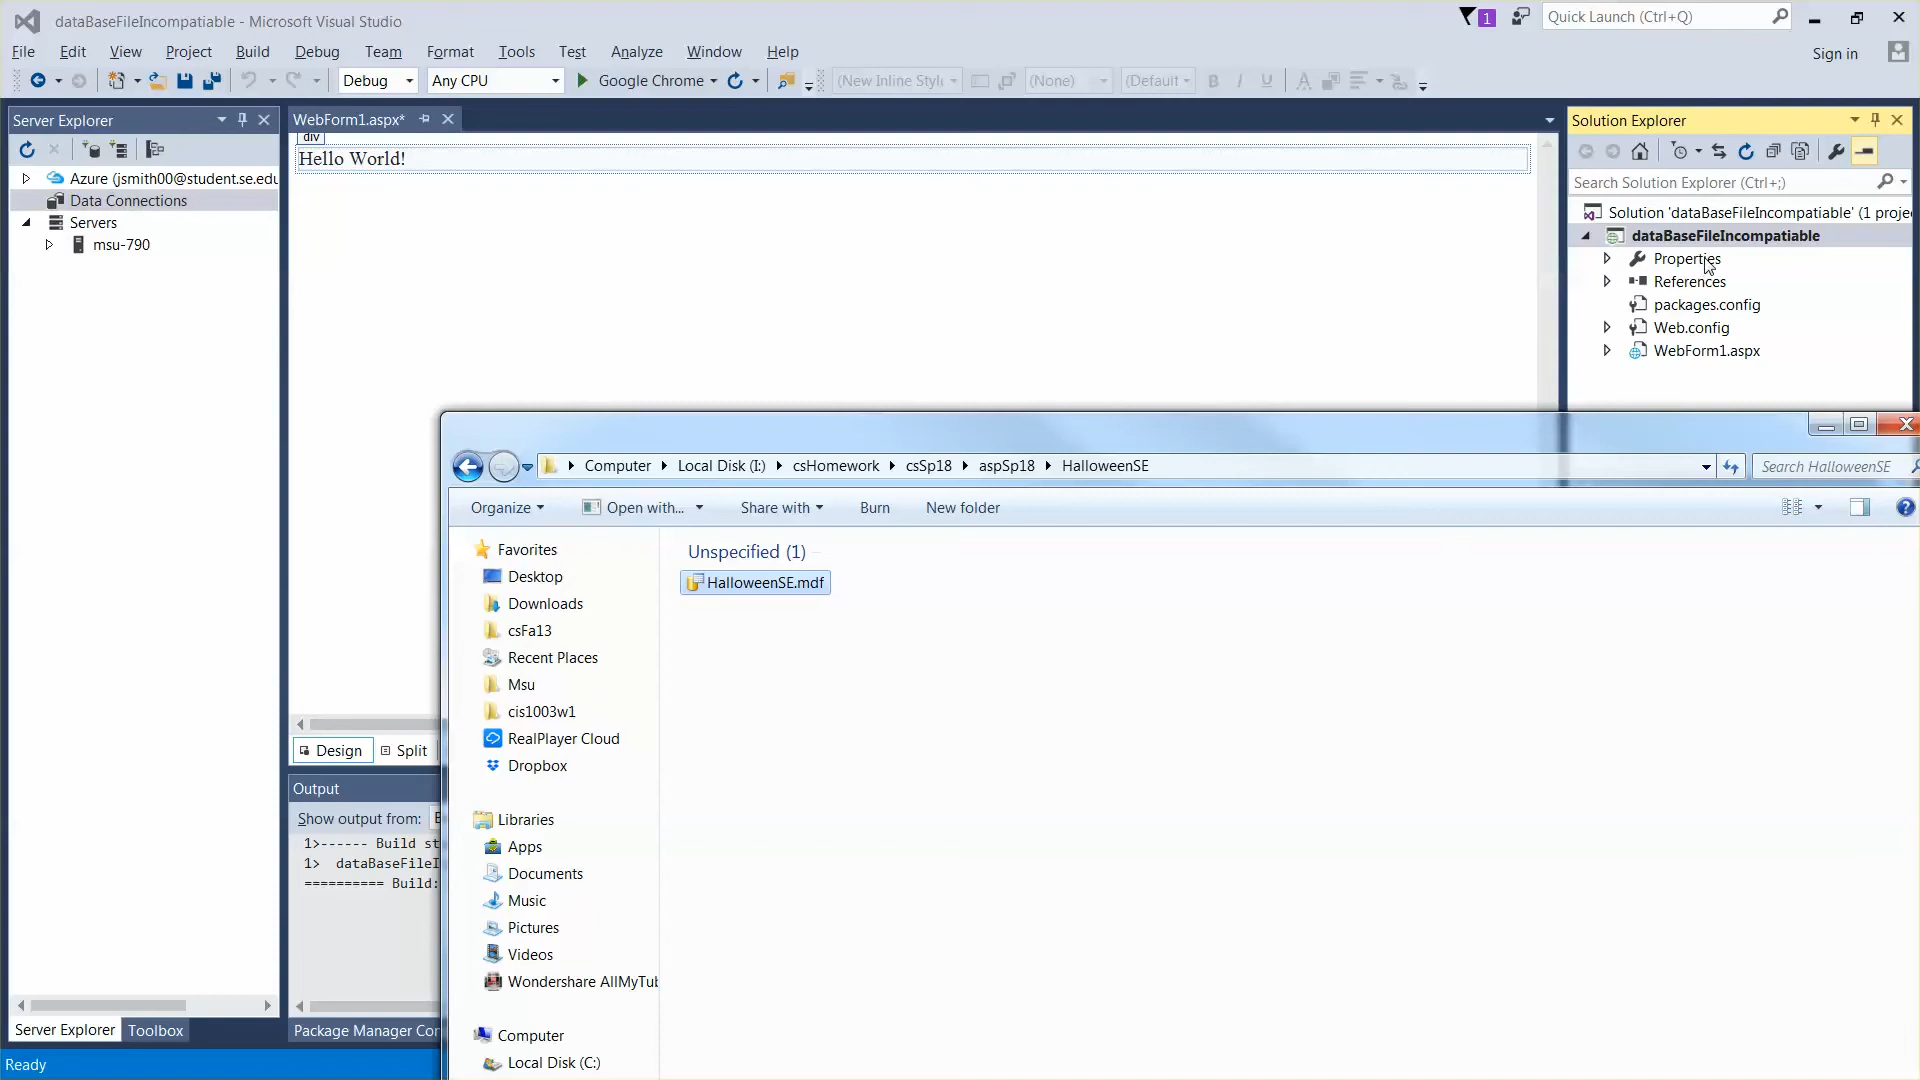 dataBaseFileIncompatiable - Microsoft Visual Studio
1
Quick Launch (Ctrl+Q)
File Edit View Project Build Debug Team Format Tools Test Analyze Window Help
Sign in
Debug Any CPU Google Chrome (New Inline Style (None) (Default B I U
Server Explorer
Azure (jsmith00@student.se.edu
Data Connections
Servers
msu-790
WebForm1.aspx*
div
Hello World!
Solution Explorer
Search Solution Explorer (Ctrl+;)
Solution 'dataBaseFileIncompatiable' (1 proje
dataBaseFileIncompatiable
Properties
References
packages.config
Web.config
WebForm1.aspx
Computer Local Disk (I:) csHomework csSp18 aspSp18 HalloweenSE
Search HalloweenSE
Organize Open with... Share with Burn New folder
Favorites
Desktop
Downloads
csFa13
Recent Places
Msu
cis1003w1
RealPlayer Cloud
Dropbox
Libraries
Apps
Documents
Music
Pictures
Videos
Wondershare AllMyTub
Computer
Local Disk (C:)
Unspecified (1)
HalloweenSE.mdf
Design Split
Output
Show output from:
1>------ Build st
1> dataBaseFileI
========== Build:
Server Explorer Toolbox
Package Manager Con
Ready